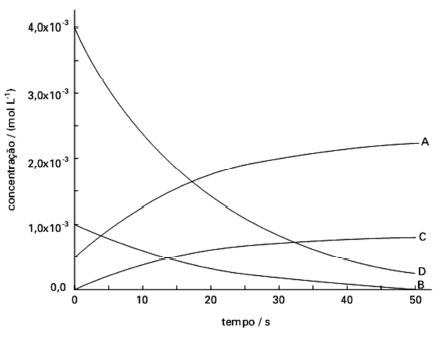 4,0x10⁻³
3,0x10⁻³
2,0x10⁻³
1,0x10⁻³
0,0
concentração / (mol L⁻¹)
A
C
D
B
0 10 20 30 40 50
tempo / s